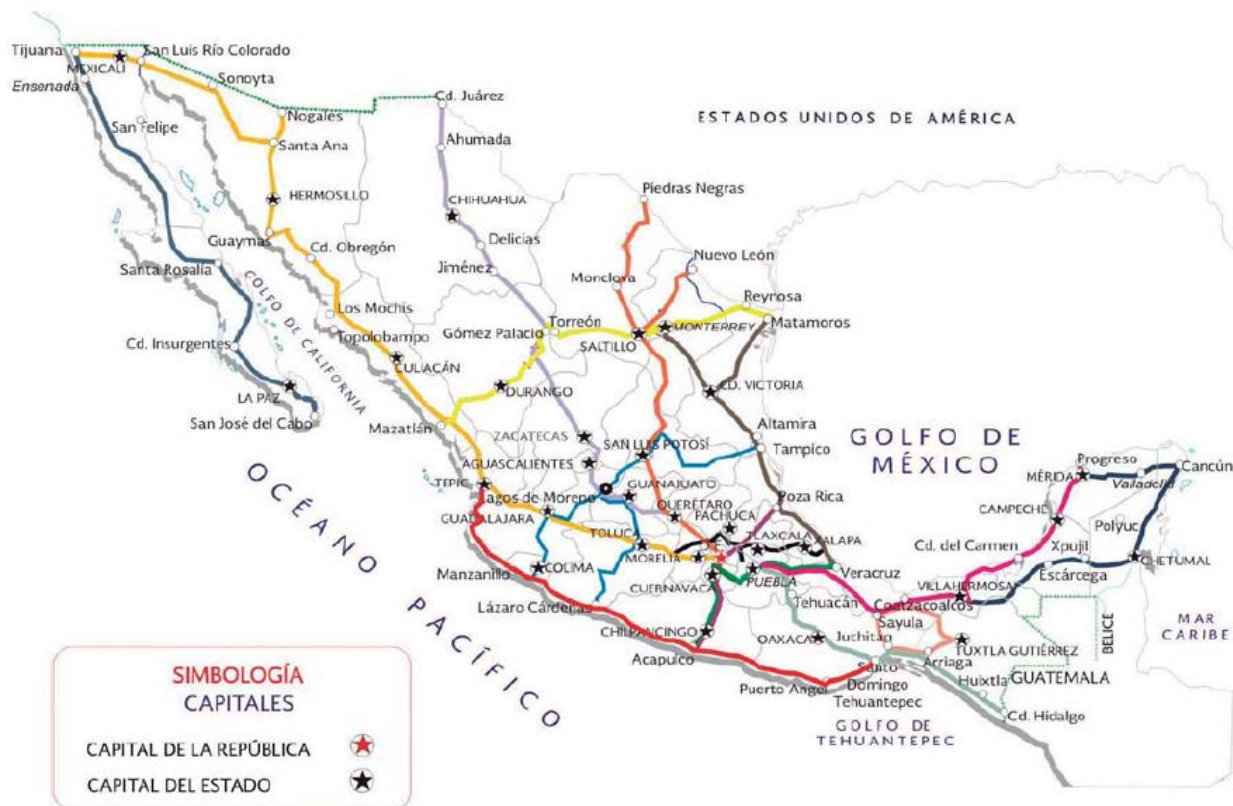 Tijuana
San Luis Río Colorado
MEXICALI
Ensenada
Sonoyta
San Felipe
Nogales
Santa Ana
Cd. Juárez
Ahumada
ESTADOS UNIDOS DE AMÉRICA
HERMOSILLO
CHIHUAHUA
Piedras Negras
Guaymas
Cd. Obregón
Delicias
Nuevo León
Santa Rosalía
Jiménez
Monclova
GOLFO DE CALIFORNIA
Los Mochis
Topolobampo
Gómez Palacio
Torreón
SALTILLO
MONTERREY
Reynosa
Matamoros
Cd. Insurgentes
CULIACÁN
LA PAZ
DURANGO
CD. VICTORIA
San José del Cabo
Mazatlán
ZACATECAS
SAN LUIS POTOSÍ
Altamira
Tampico
GOLFO DE
MÉXICO
AGUASCALIENTES
TEPIC
Lagos de Moreno
GUANAJUATO
QUERÉTARO
Poza Rica
Progreso
MÉRIDA
Valladolid
Cancún
GUADALAJARA
TOLUCA
PACHUCA
TLAXCALA
XALAPA
CAMPECHE
Polyuc
OCÉANO PACÍFICO
Manzanillo
COLIMA
MORELIA
CUERNAVACA
PUEBLA
Veracruz
Cd. del Carmen
Xpujil
Escárcega
CHETUMAL
Lázaro Cárdenas
Tehuacán
VILLAHERMOSA
Coatzacoalcos
Sayula
CHILPANCINGO
OAXACA
Juchitán
TUXTLA GUTIÉRREZ
BELICE
MAR
CARIBE
Acapulco
Arriaga
Huixtla
GUATEMALA
Puerto Angel
Domingo
Tehuantepec
Cd. Hidalgo
GOLFO DE
TEHUANTEPEC
SIMBOLOGÍA
CAPITALES
CAPITAL DE LA REPÚBLICA
CAPITAL DEL ESTADO